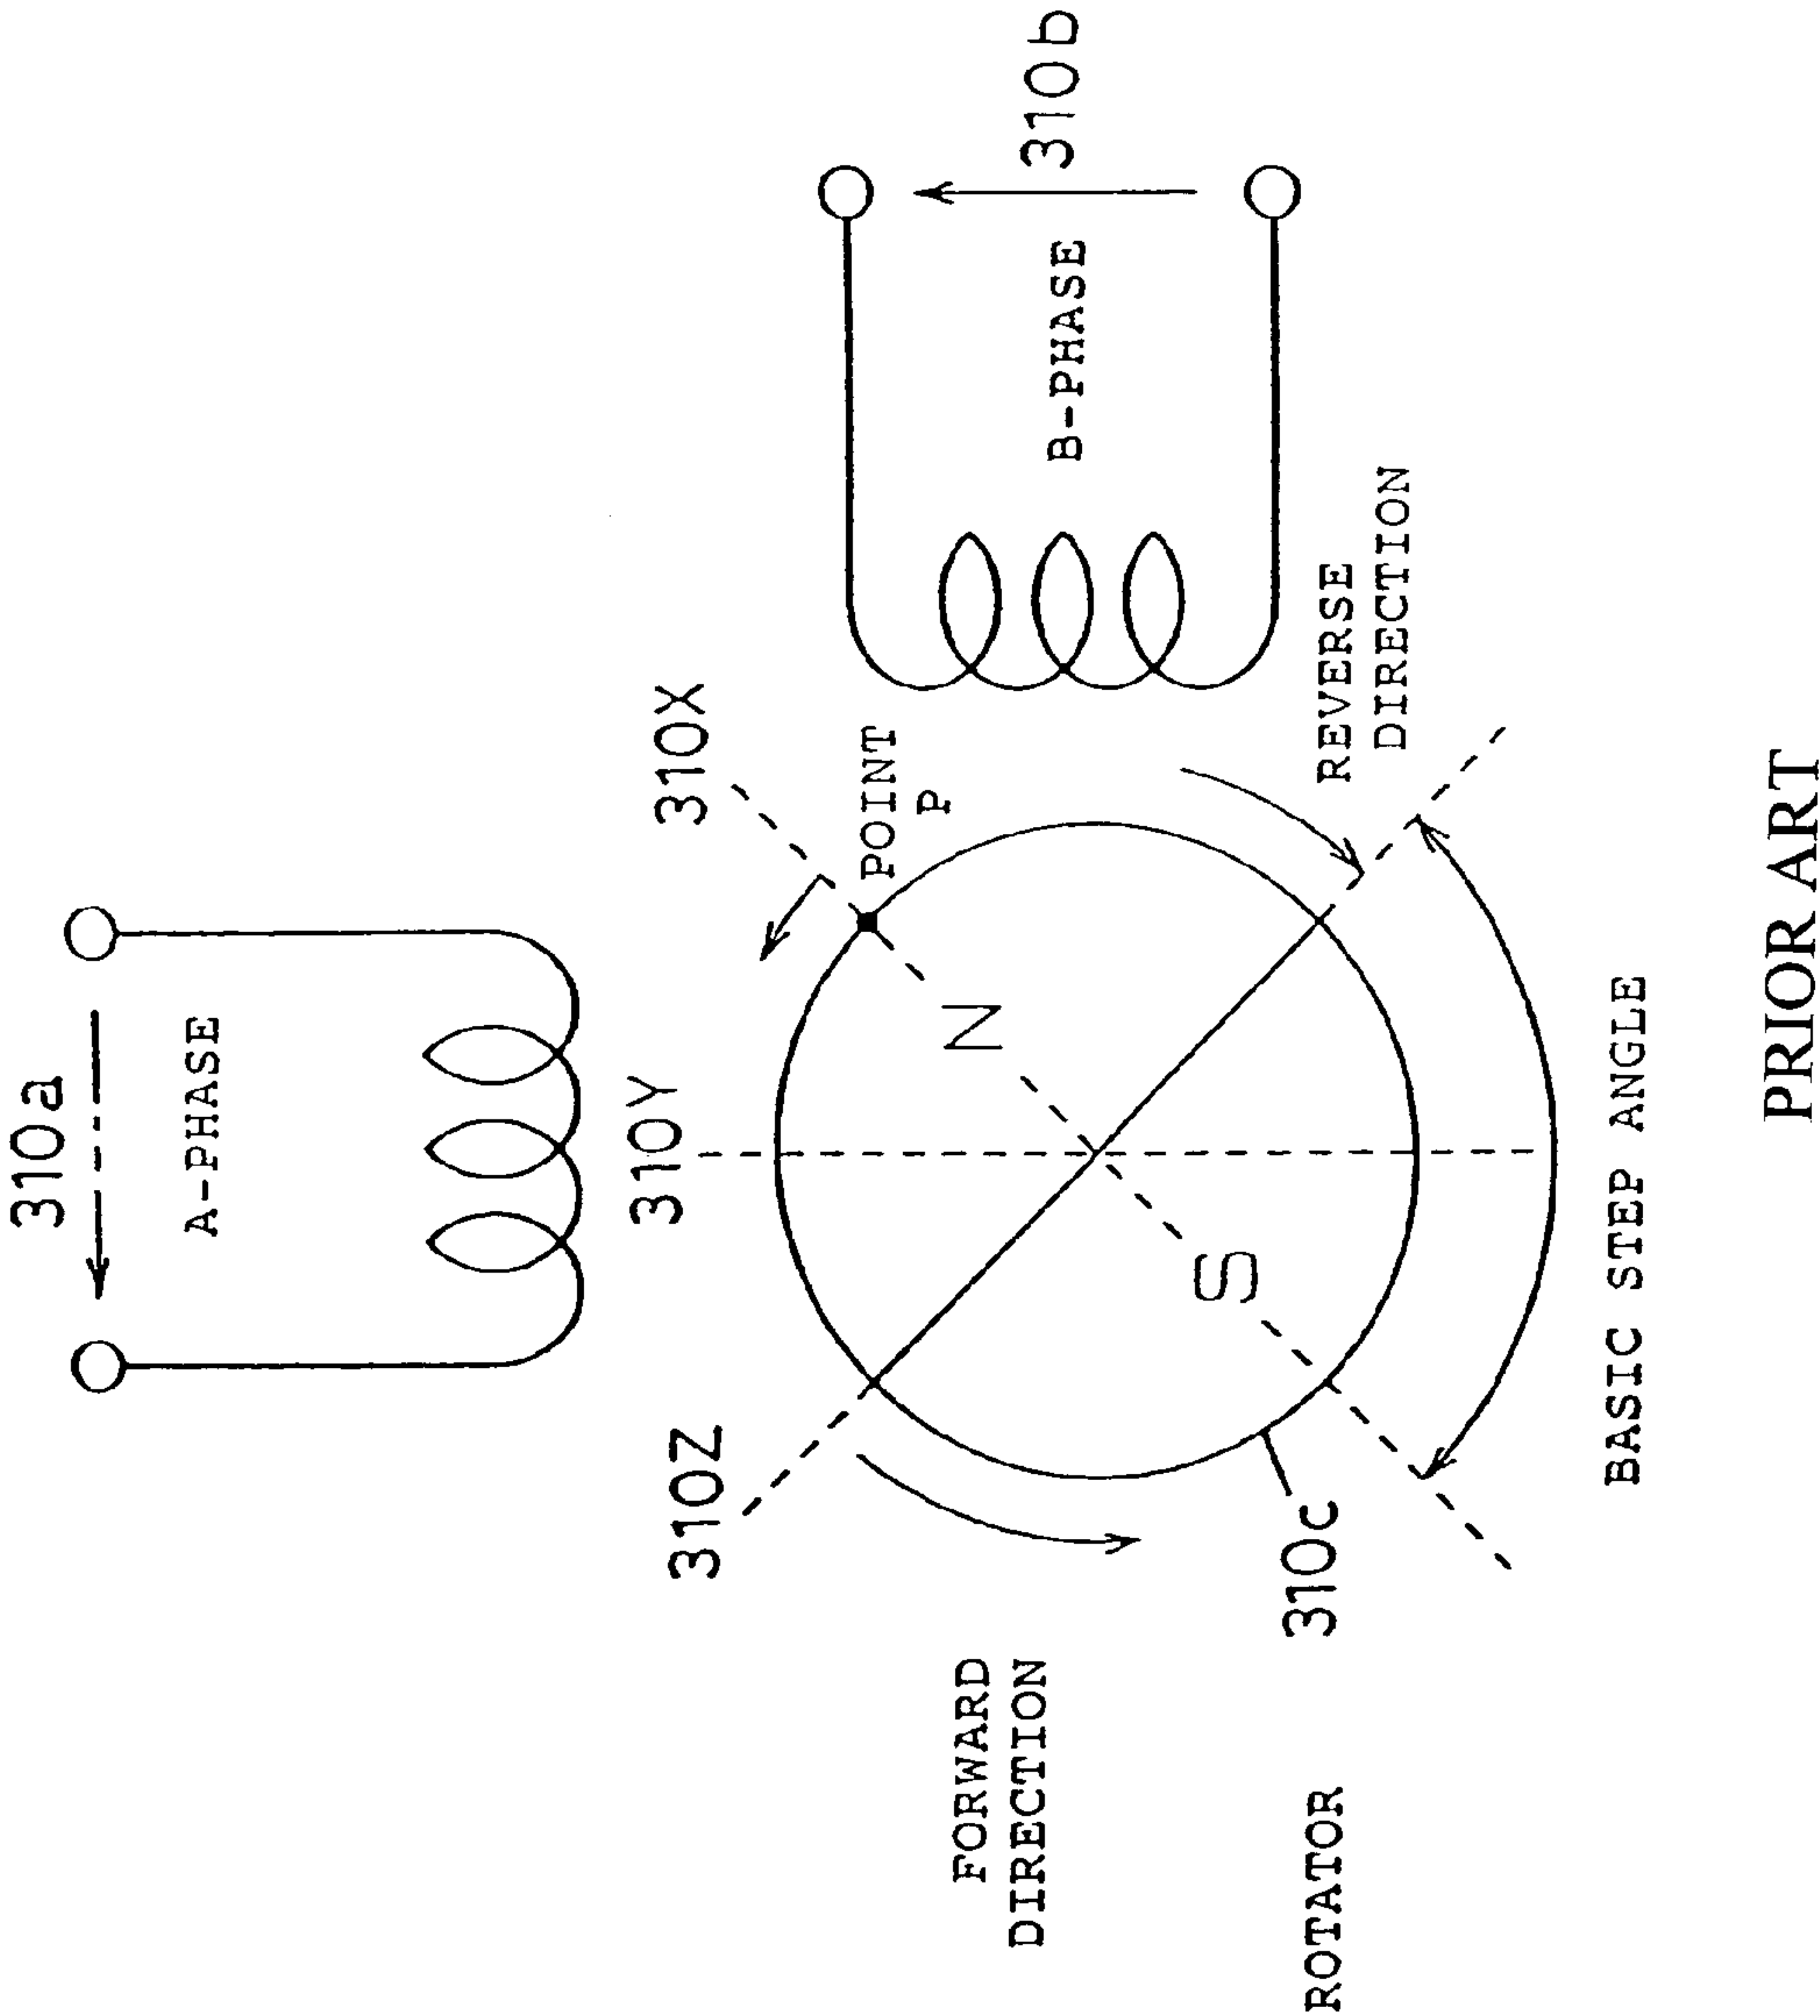 310a
A-PHASE
310Z
310Y
310X
POINT
P
N
S
310b
B-PHASE
FORWARD
DIRECTION
REVERSE
DIRECTION
ROTATOR
310c
BASIC STEP ANGLE
PRIOR ART